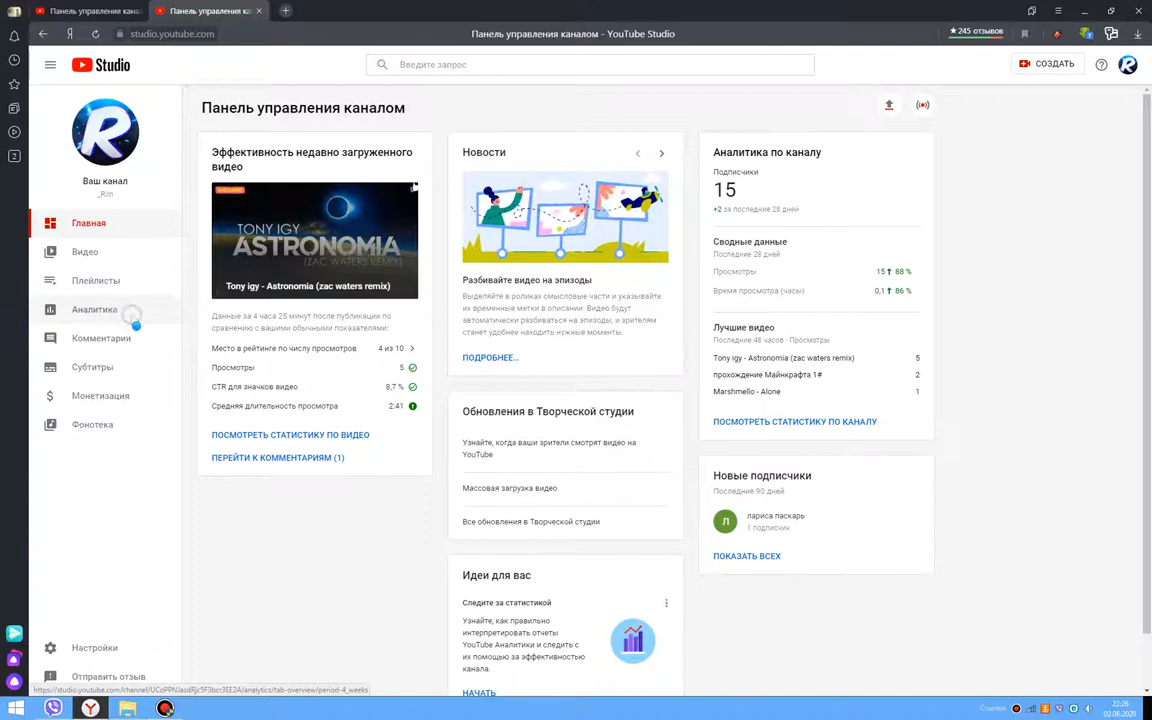 Панель управления кана
Панель управления ка
studio.youtube.com
Панель управления каналом — YouTube Studio
★ 245 отзывов
Studio
Введите запрос
СОЗДАТЬ
R
Ваш канал
_Rim
Главная
Видео
Плейлисты
Аналитика
Комментарии
Субтитры
Монетизация
Фонотека
Настройки
Отправить отзыв
Панель управления каналом
Эффективность недавно загруженного
видео
TONY IGY
ASTRONOMIA
(ZAC WATERS REMIX)
Tony igy - Astronomia (zac waters remix)
Данные за 4 часа 25 минут после публикации по
сравнению с вашими обычными показателями:
Место в рейтинге по числу просмотров 4 из 10
Просмотры 5
CTR для значков видео 8,7 %
Средняя длительность просмотра 2:41
ПОСМОТРЕТЬ СТАТИСТИКУ ПО ВИДЕО
ПЕРЕЙТИ К КОММЕНТАРИЯМ (1)
Новости
Разбивайте видео на эпизоды
Выделяйте в роликах смысловые части и указывайте
их временные метки в описании. Видео будут
автоматически разбиваться на эпизоды, и зрителям
станет удобнее находить нужные моменты.
ПОДРОБНЕЕ...
Обновления в Творческой студии
Узнайте, когда ваши зрители смотрят видео на
YouTube
Массовая загрузка видео
Все обновления в Творческой студии
Идеи для вас
Следите за статистикой
Узнайте, как правильно
интерпретировать отчеты
YouTube Аналитики и следить с
их помощью за эффективностью
канала.
НАЧАТЬ
Аналитика по каналу
Подписчики
15
+2 за последние 28 дней
Сводные данные
Последние 28 дней
Просмотры 15 88 %
Время просмотра (часы) 0,1 86 %
Лучшие видео
Последние 48 часов · Просмотры
Tony igy - Astronomia (zac waters remix) 5
прохождение Майнкрафта 1# 2
Marshmello - Alone 1
ПОСМОТРЕТЬ СТАТИСТИКУ ПО КАНАЛУ
Новые подписчики
Последние 90 дней
Л
лариса паскарь
1 подписчик
ПОКАЗАТЬ ВСЕХ
Ссылки
22:26
02.06.2020